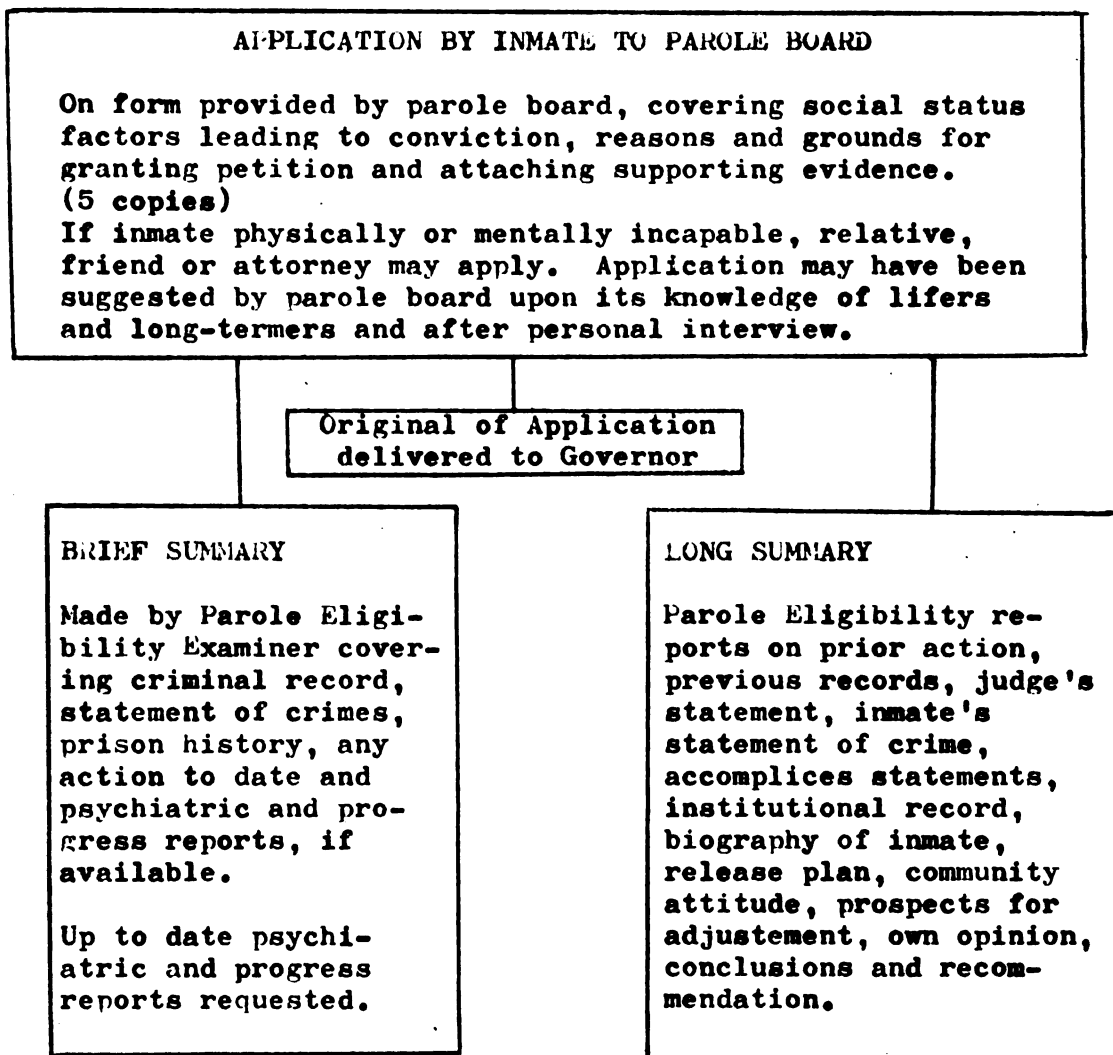 APPLICATION BY INMATE TO PAROLE BOARD
On form provided by parole board, covering social status
factors leading to conviction, reasons and grounds for
granting petition and attaching supporting evidence.
(5 copies)
If inmate physically or mentally incapable, relative,
friend or attorney may apply. Application may have been
suggested by parole board upon its knowledge of lifers
and long-termers and after personal interview.
Original of Application
delivered to Governor
BRIEF SUMMARY
Made by Parole Eligi-
bility Examiner cover-
ing criminal record,
statement of crimes,
prison history, any
action to date and
psychiatric and pro-
gress reports, if
available.
Up to date psychi-
atric and progress
reports requested.
LONG SUMMARY
Parole Eligibility re-
ports on prior action,
previous records, judge's
statement, inmate's
statement of crime,
accomplices statements,
institutional record,
biography of inmate,
release plan, community
attitude, prospects for
adjustement, own opinion,
conclusions and recom-
mendation.